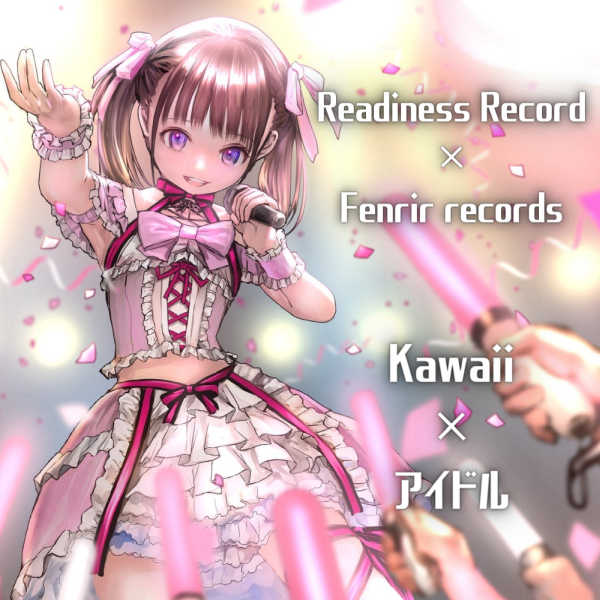 Readiness Record
×
Fenrir records
Kawaii
×
アイドル